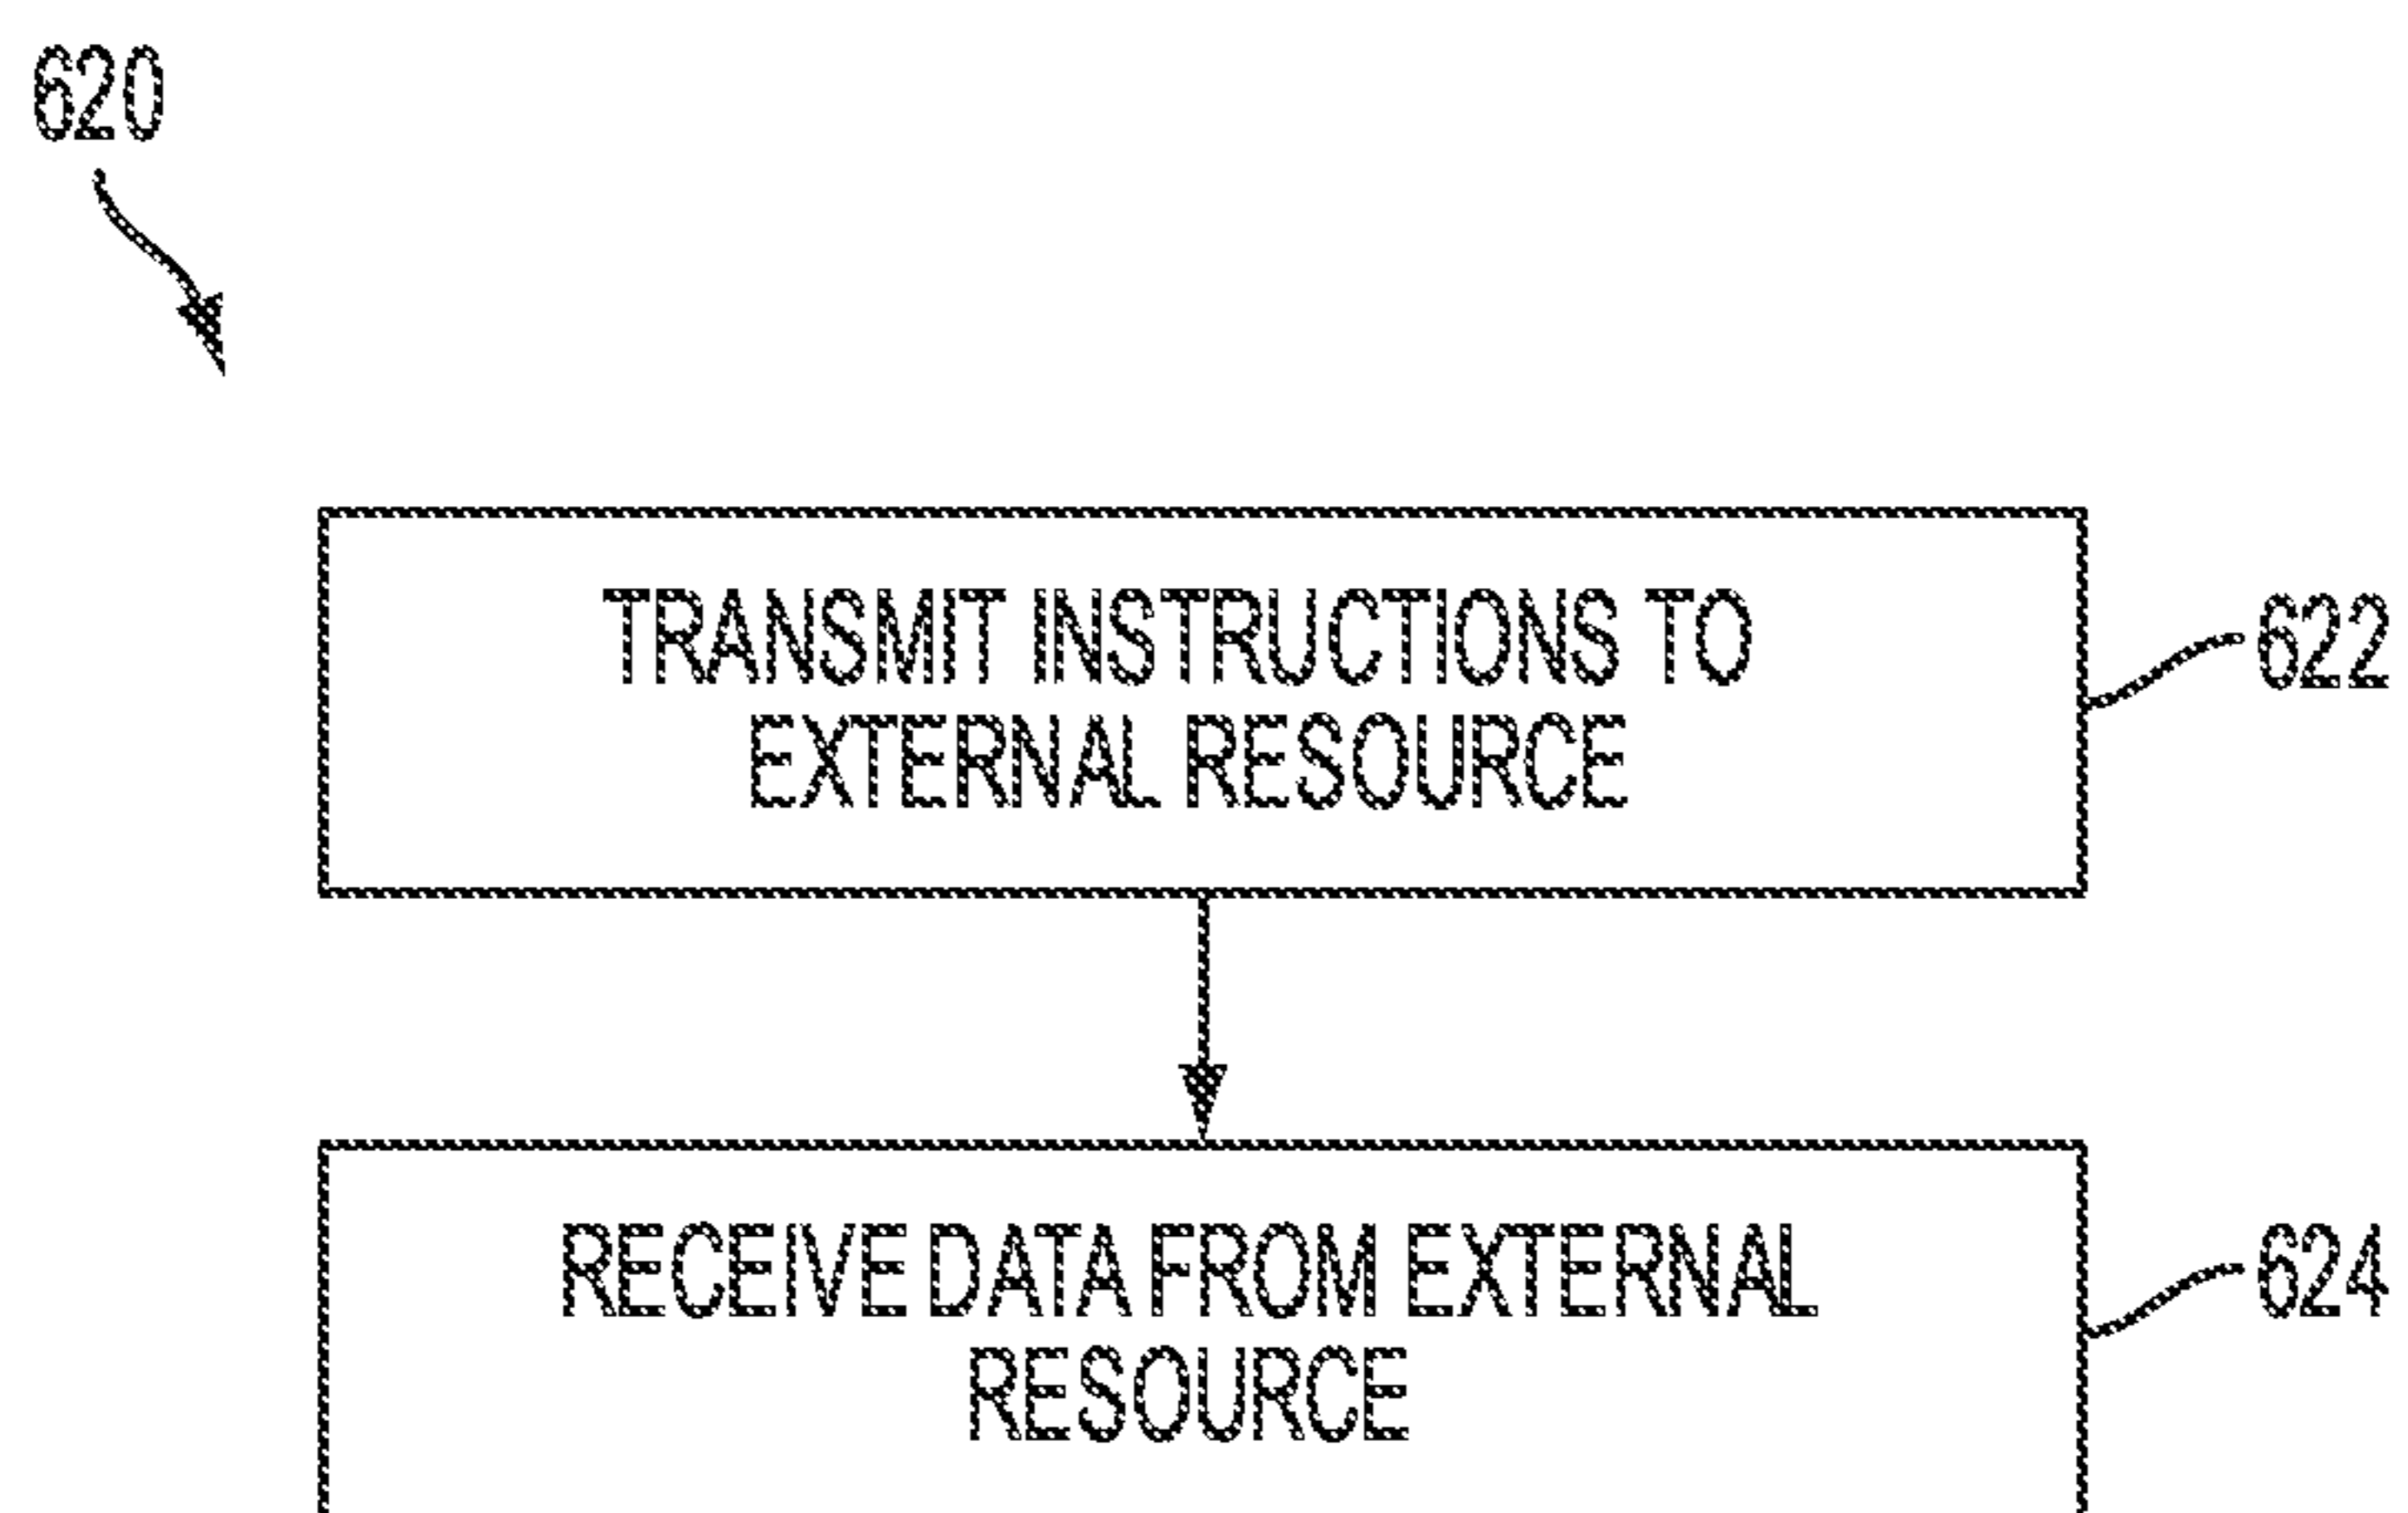 620
TRANSMIT INSTRUCTIONS TO
EXTERNAL RESOURCE
622
RECEIVE DATA FROM EXTERNAL
RESOURCE
624